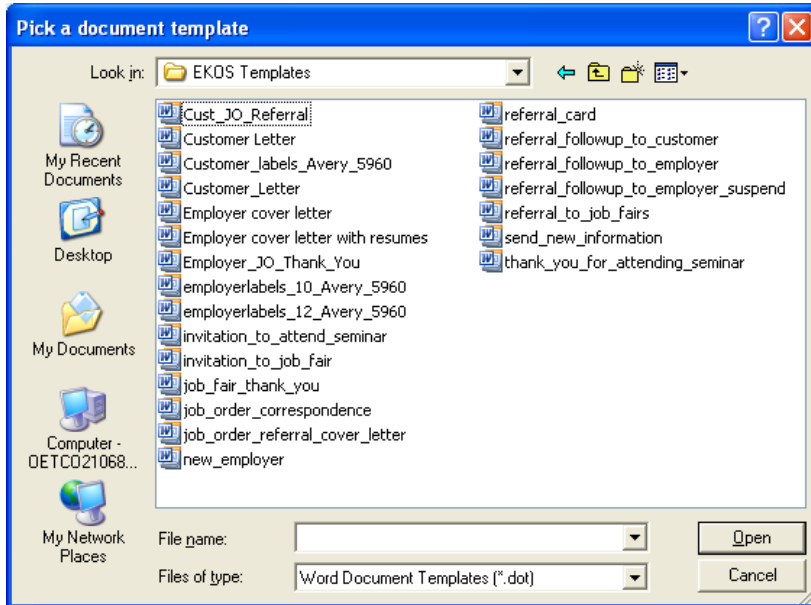 Pick a document template
Look in:
EKOS Templates
My Recent
Documents
Desktop
My Documents
Computer -
OETCO21068...
My Network
Places
Cust_JO_Referral
Customer Letter
Customer_labels_Avery_5960
Customer_Letter
Employer cover letter
Employer cover letter with resumes
Employer_JO_Thank_You
employerlabels_10_Avery_5960
employerlabels_12_Avery_5960
invitation_to_attend_seminar
invitation_to_job_fair
job_fair_thank_you
job_order_correspondence
job_order_referral_cover_letter
new_employer
referral_card
referral_followup_to_customer
referral_followup_to_employer
referral_followup_to_employer_suspend
referral_to_job_fairs
send_new_information
thank_you_for_attending_seminar
File name:
Open
Files of type:
Word Document Templates (*.dot)
Cancel